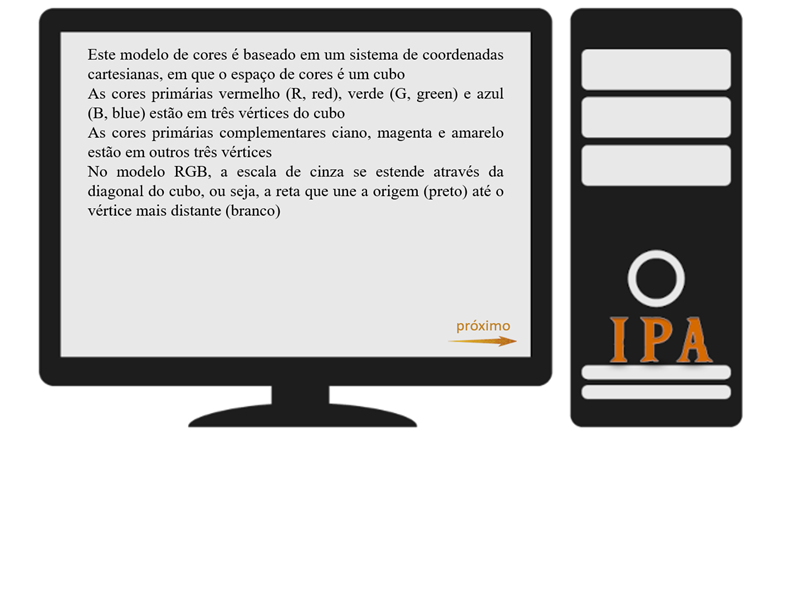 Este modelo de cores é baseado em um sistema de coordenadas
cartesianas, em que o espaço de cores é um cubo
As cores primárias vermelho (R, red), verde (G, green) e azul
(B, blue) estão em três vértices do cubo
As cores primárias complementares ciano, magenta e amarelo
estão em outros três vértices
No modelo RGB, a escala de cinza se estende através da
diagonal do cubo, ou seja, a reta que une a origem (preto) até o
vértice mais distante (branco)
próximo
IPA